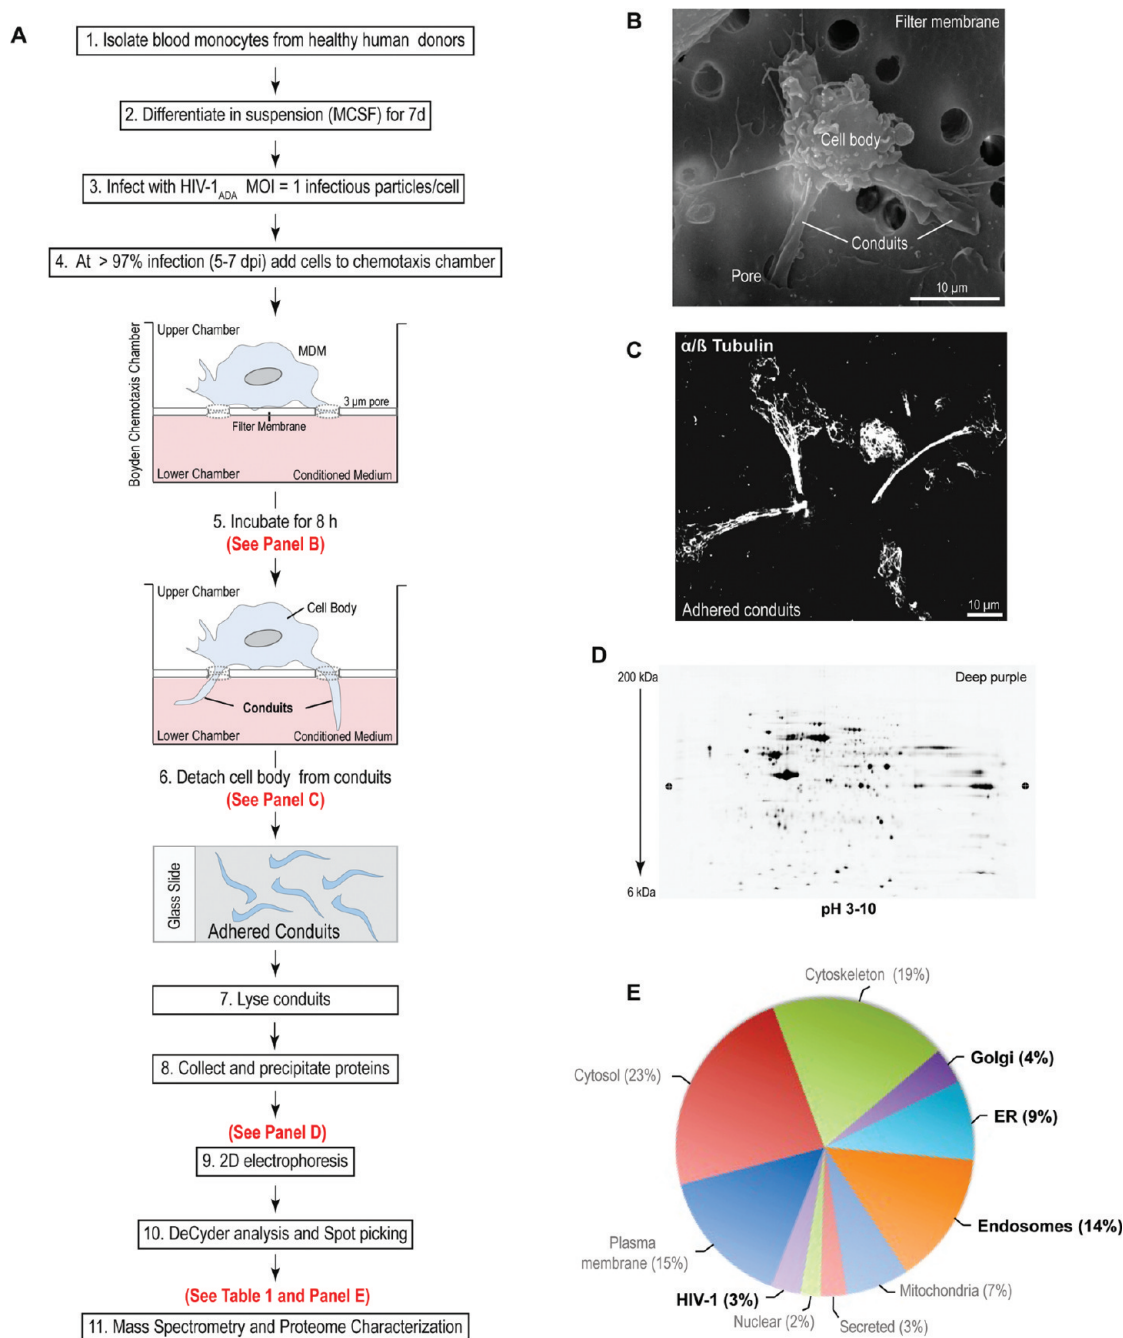 A
1. Isolate blood monocytes from healthy human donors
2. Differentiate in suspension (MCSF) for 7d
3. Infect with HIV-1ADA MOI = 1 infectious particles/cell
4. At > 97% infection (5-7 dpi) add cells to chemotaxis chamber
Boyden Chemotaxis Chamber
Upper Chamber
MDM
3 µm pore
Filter Membrane
Lower Chamber
Conditioned Medium
5. Incubate for 8 h
(See Panel B)
Upper Chamber
Cell Body
Conduits
Lower Chamber
Conditioned Medium
6. Detach cell body from conduits
(See Panel C)
Glass Slide
Adhered Conduits
7. Lyse conduits
8. Collect and precipitate proteins
(See Panel D)
9. 2D electrophoresis
10. DeCyder analysis and Spot picking
(See Table 1 and Panel E)
11. Mass Spectrometry and Proteome Characterization
B
Filter membrane
Cell body
Conduits
Pore
10 µm
C
α/ß Tubulin
Adhered conduits
10 µm
D
200 kDa
Deep purple
6 kDa
pH 3-10
E
Cytoskeleton (19%)
Golgi (4%)
Cytosol (23%)
ER (9%)
Endosomes (14%)
Plasma
membrane (15%)
Mitochondria (7%)
HIV-1 (3%)
Nuclear (2%)
Secreted (3%)